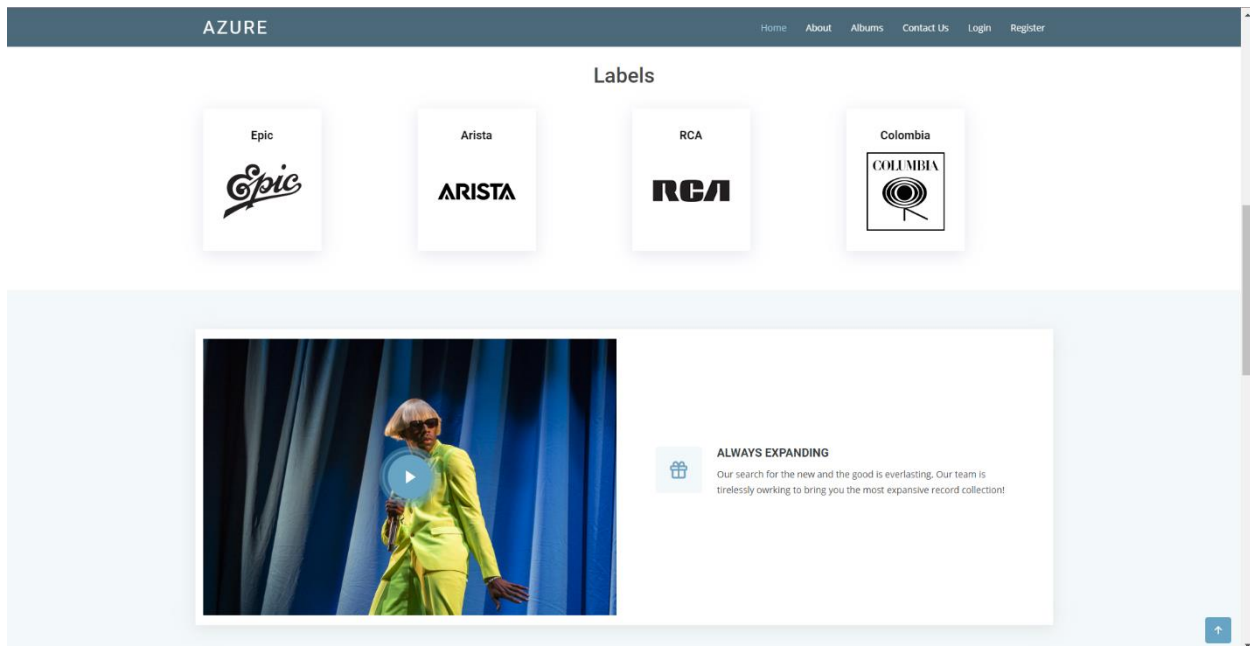 AZURE
Home About Albums Contact Us Login Register
Labels
Epic Arista RCA Colombia
Epic ARISTA RCA COLUMBIA
ALWAYS EXPANDING
Our search for the new and the good is everlasting. Our team is
tirelessly owrking to bring you the most expansive record collection!